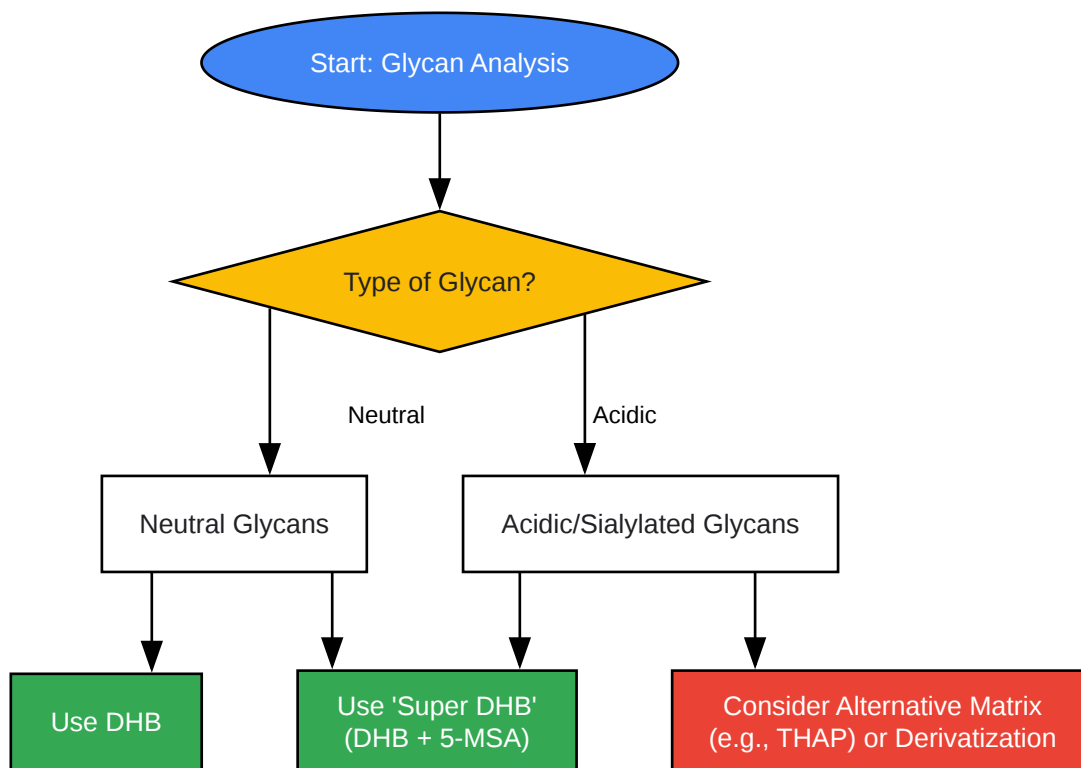 Start: Glycan Analysis
Type of Glycan?
Neutral
Acidic
Neutral Glycans
Acidic/Sialylated Glycans
Use DHB
Use 'Super DHB'
(DHB + 5-MSA)
Consider Alternative Matrix
(e.g., THAP) or Derivatization